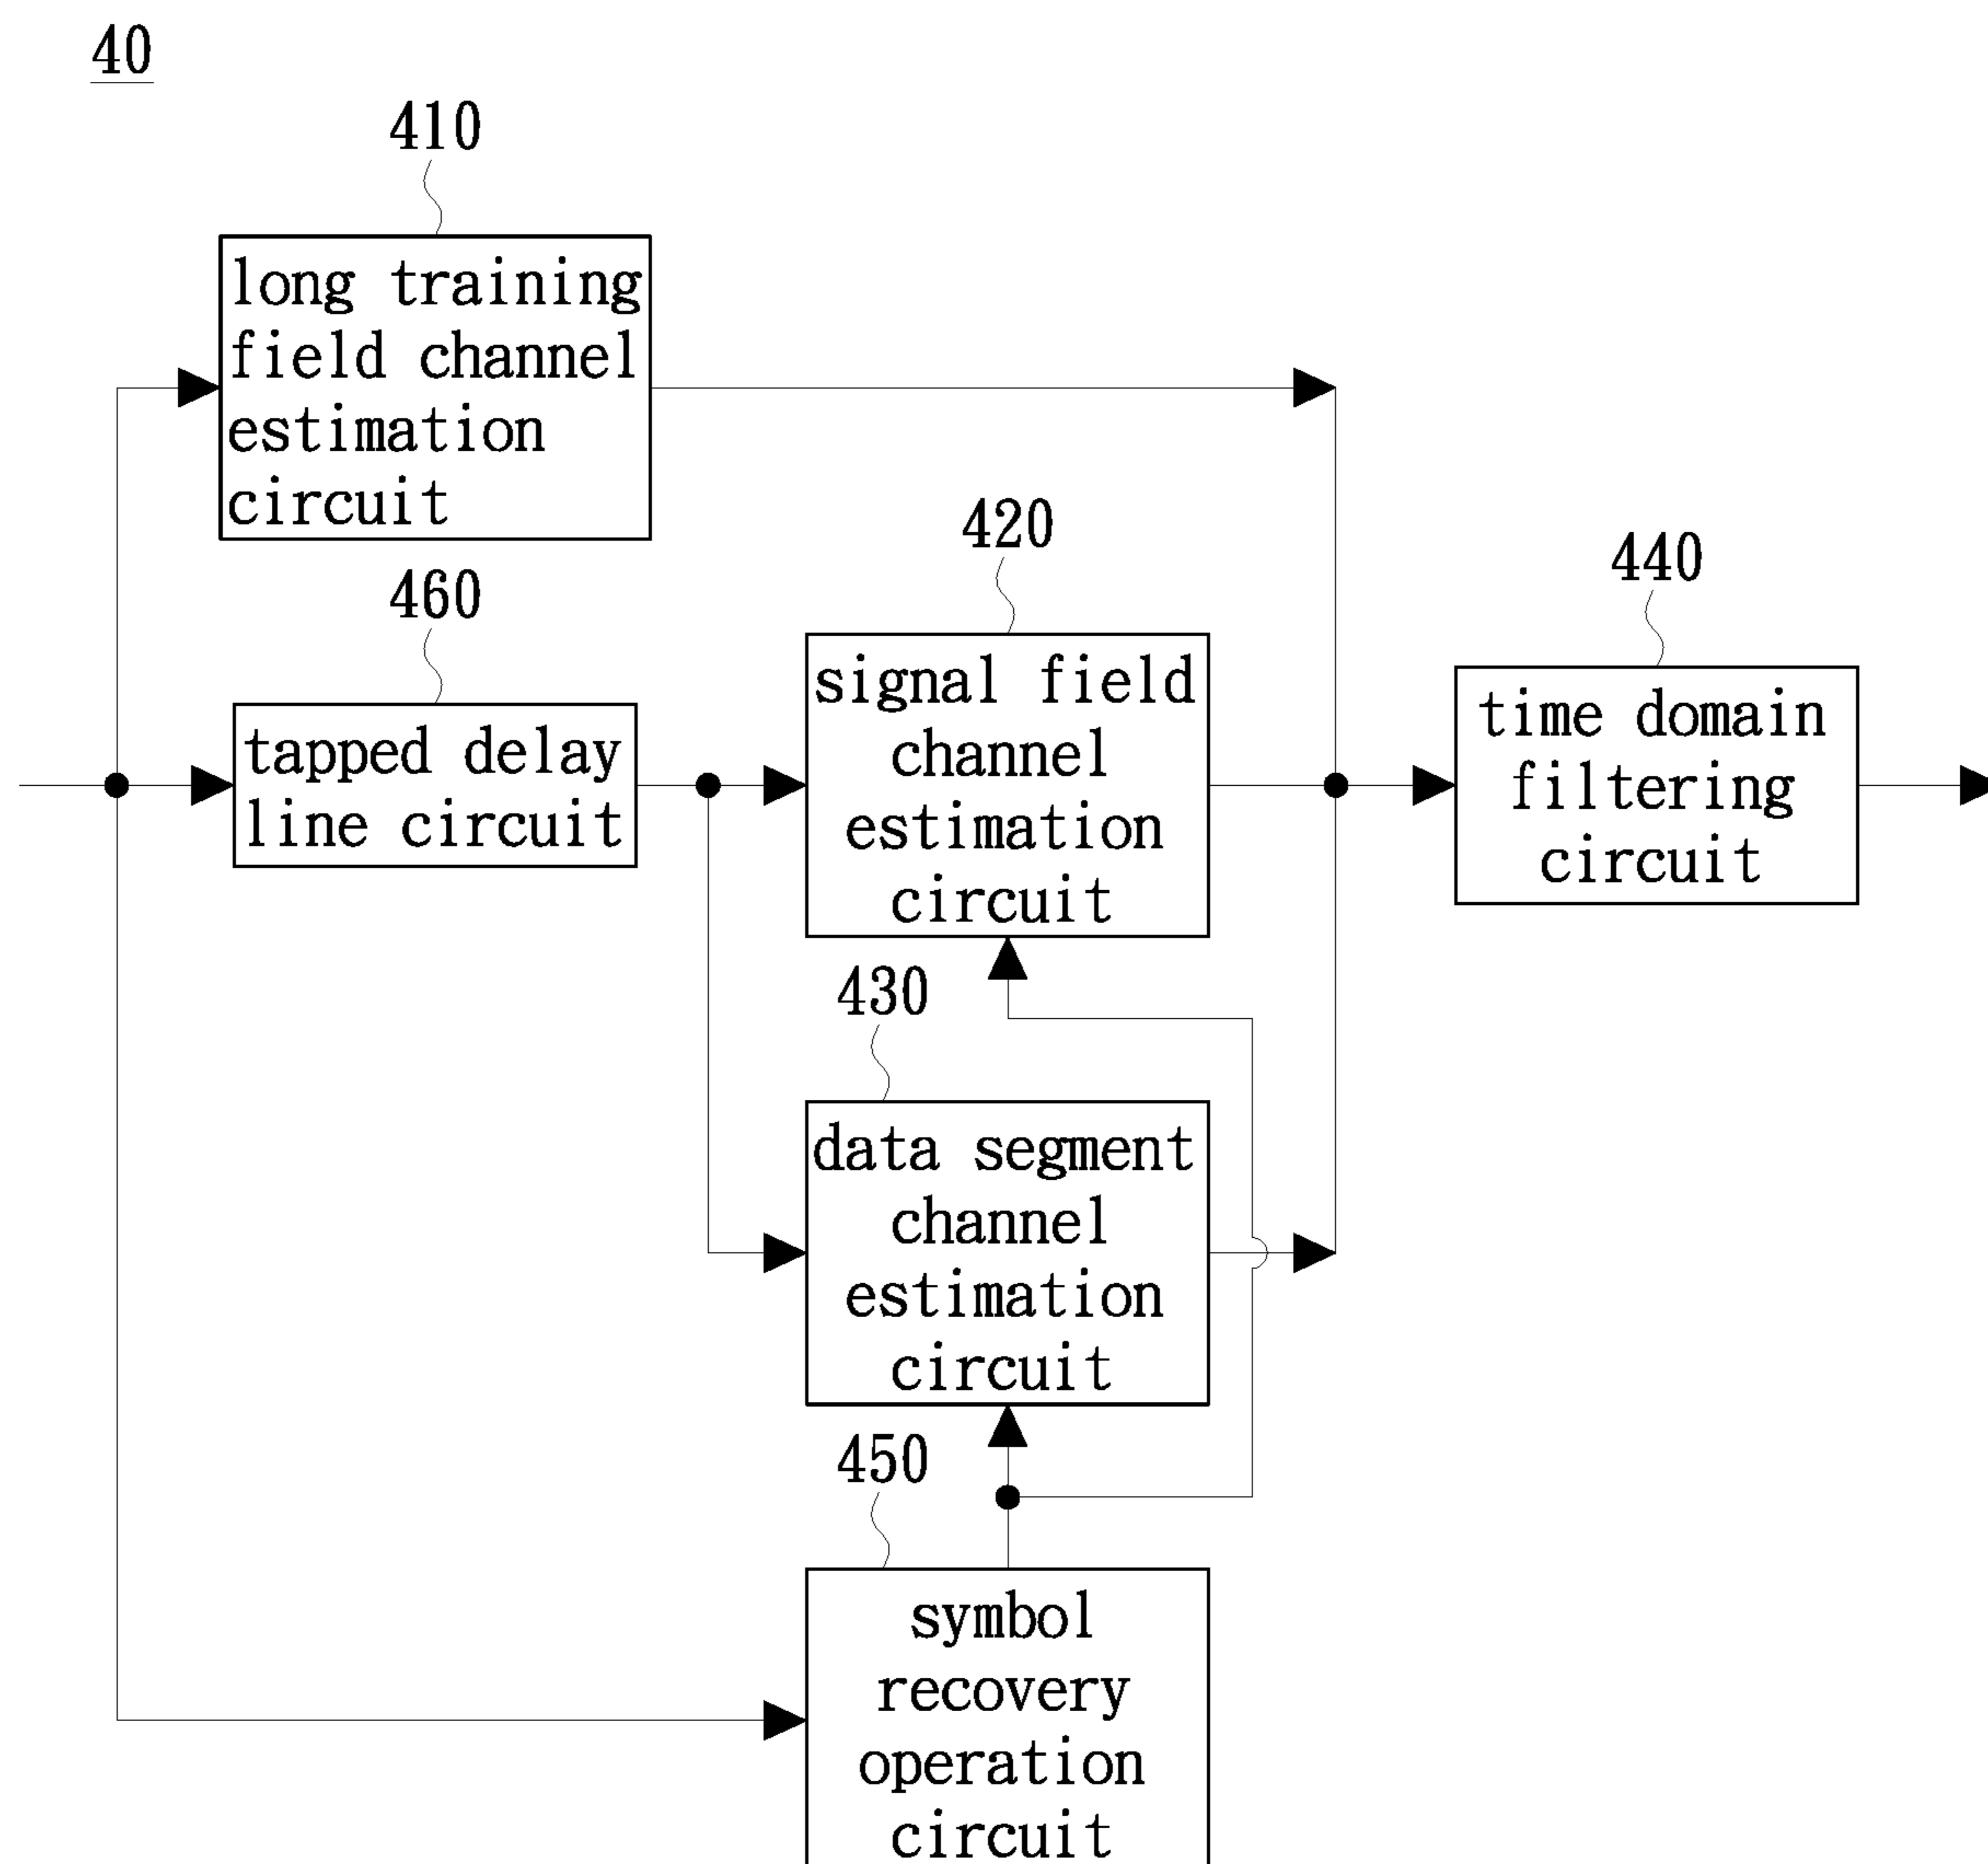 40
410
long training
field channel
estimation
circuit
460
tapped delay
line circuit
420
signal field
channel
estimation
circuit
440
time domain
filtering
circuit
430
data segment
channel
estimation
circuit
450
symbol
recovery
operation
circuit